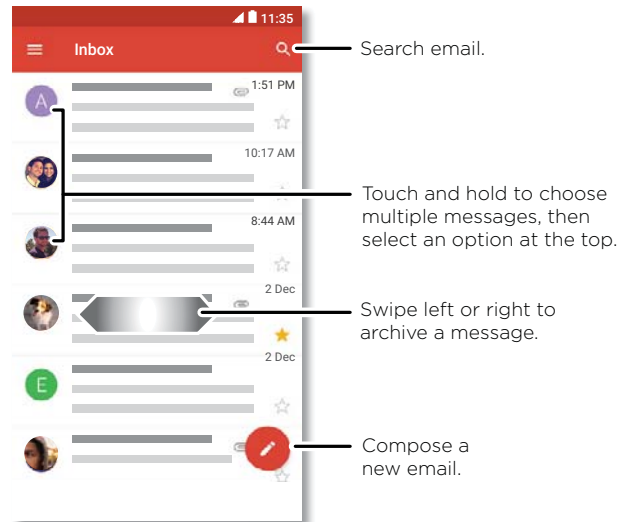 11:35
Inbox
Search email.
A
1:51 PM
10:17 AM
Touch and hold to choose
multiple messages, then
select an option at the top.
8:44 AM
2 Dec
Swipe left or right to
archive a message.
2 Dec
E
Compose a
new email.